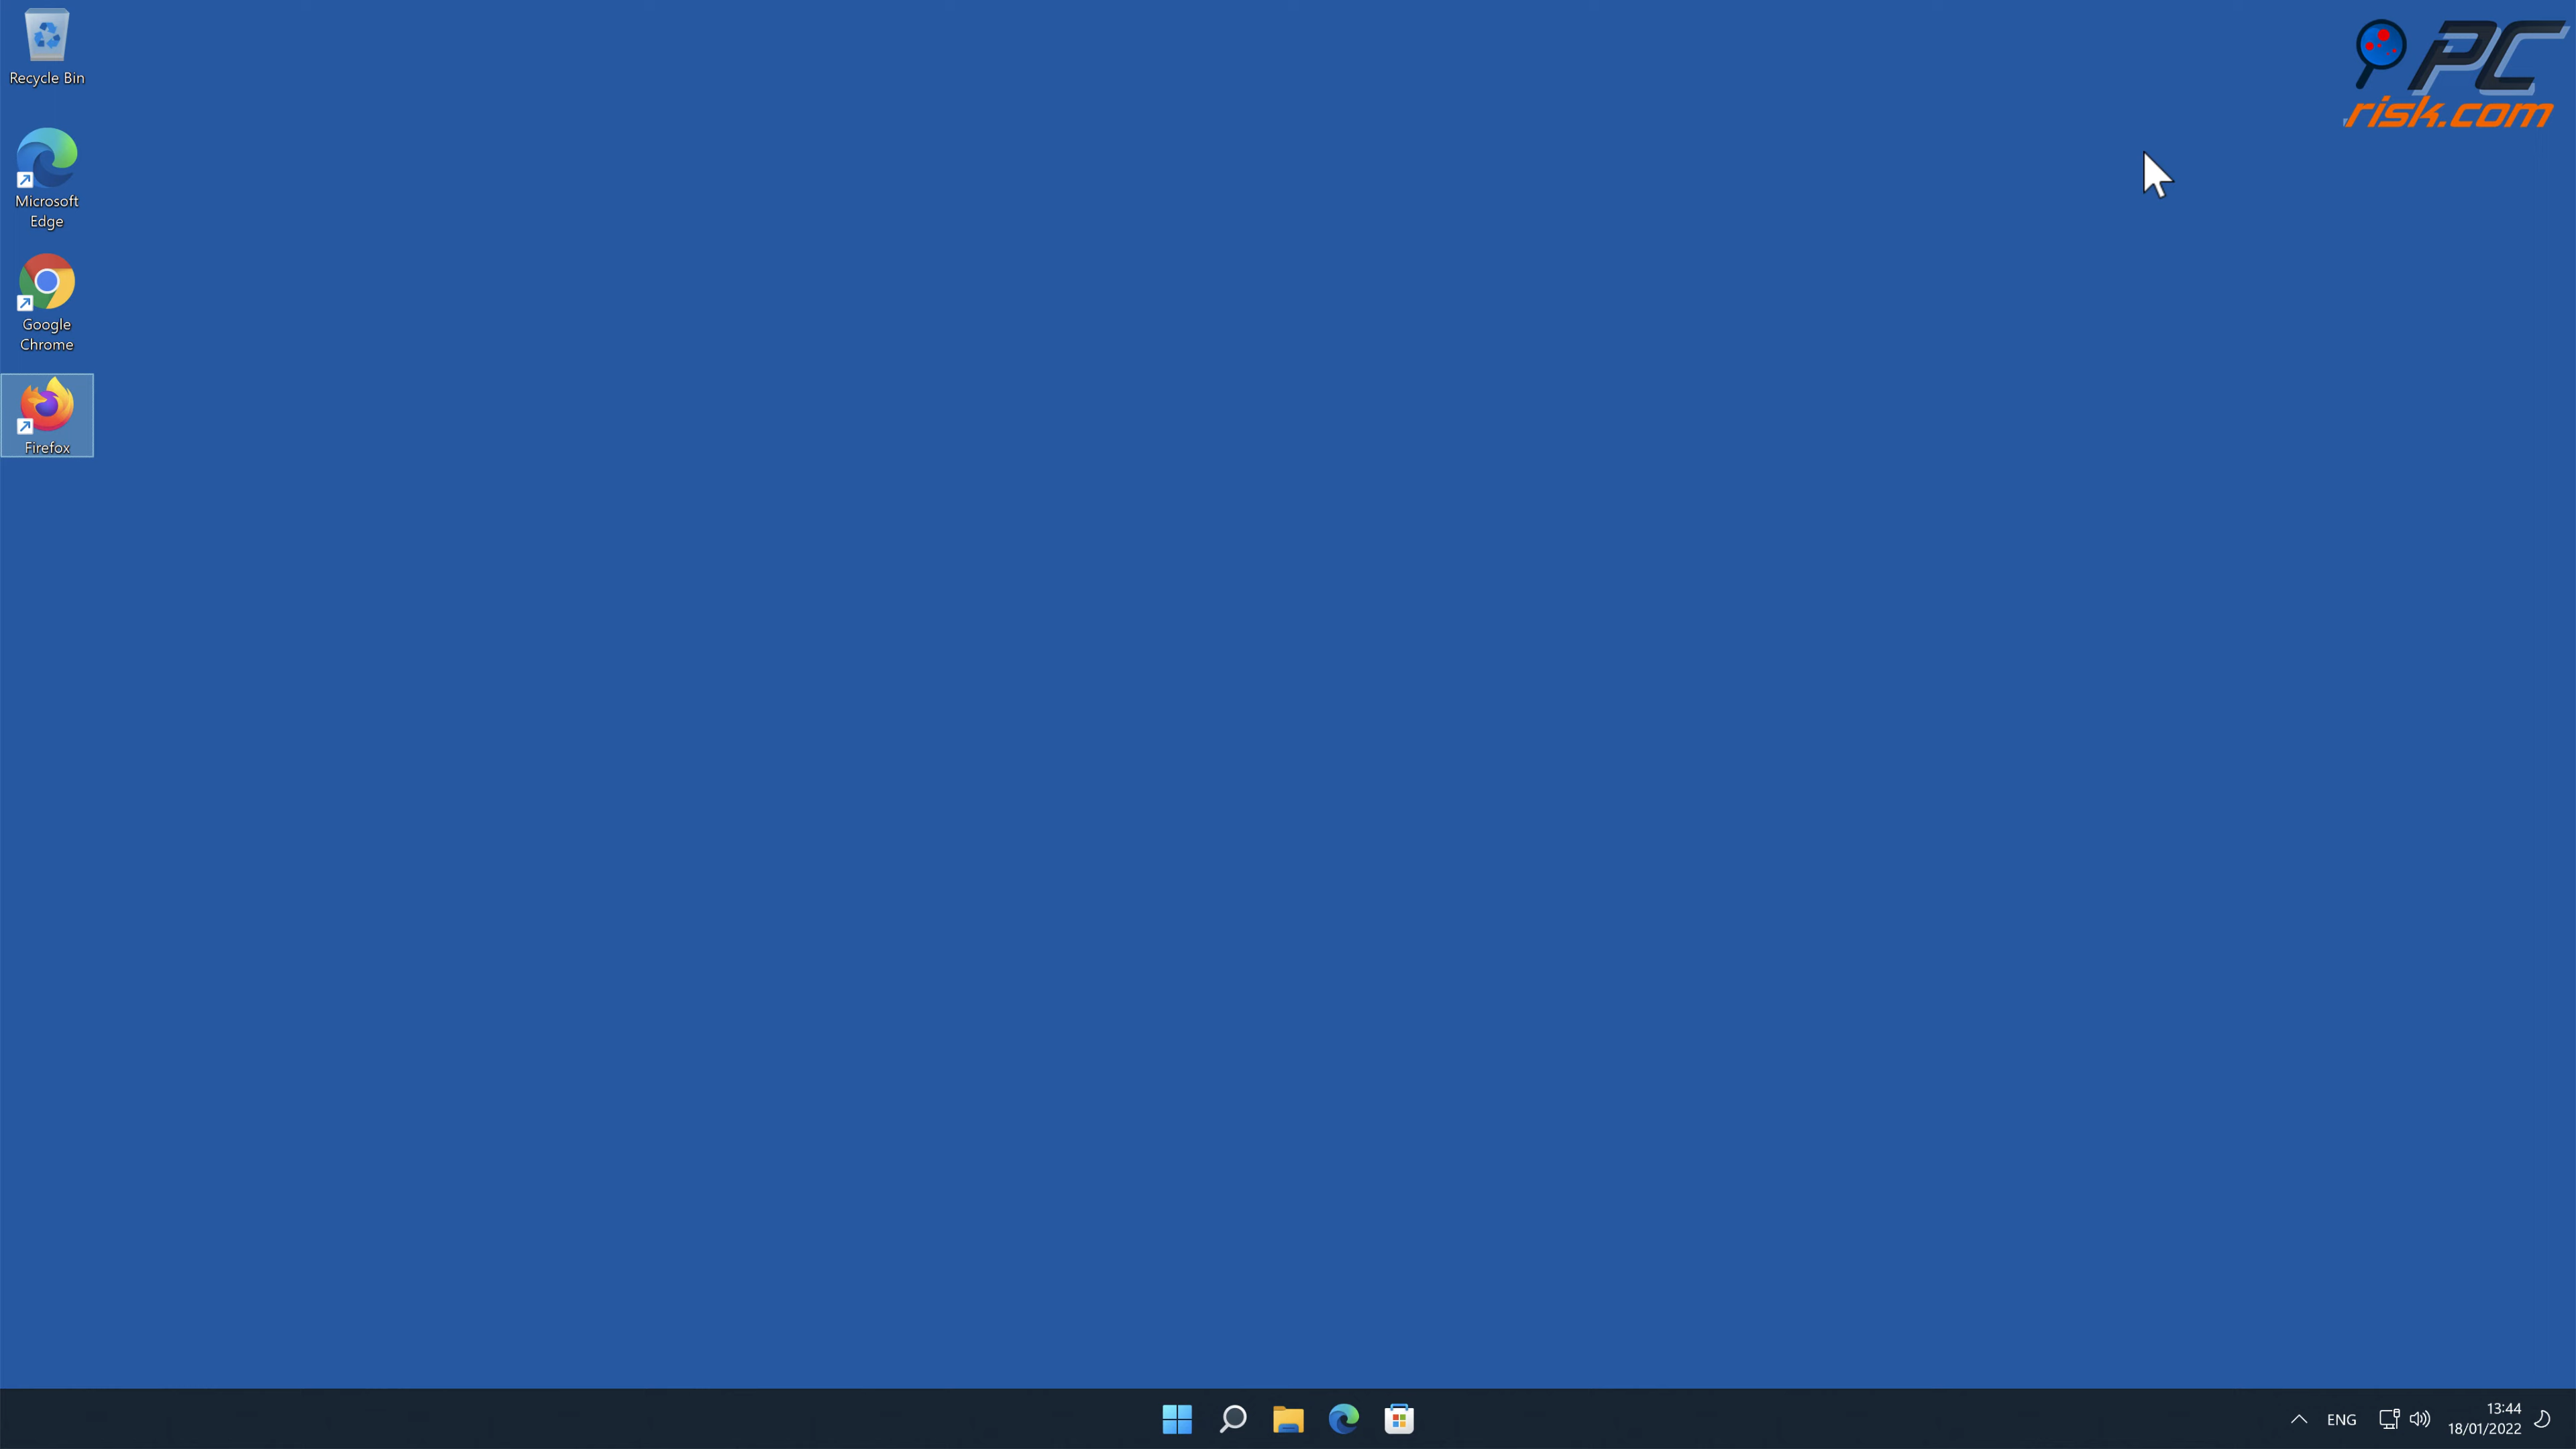 Recycle Bin
PC
risk.com
Microsoft
Edge
Google
Chrome
Firefox
ENG
13:44
18/01/2022